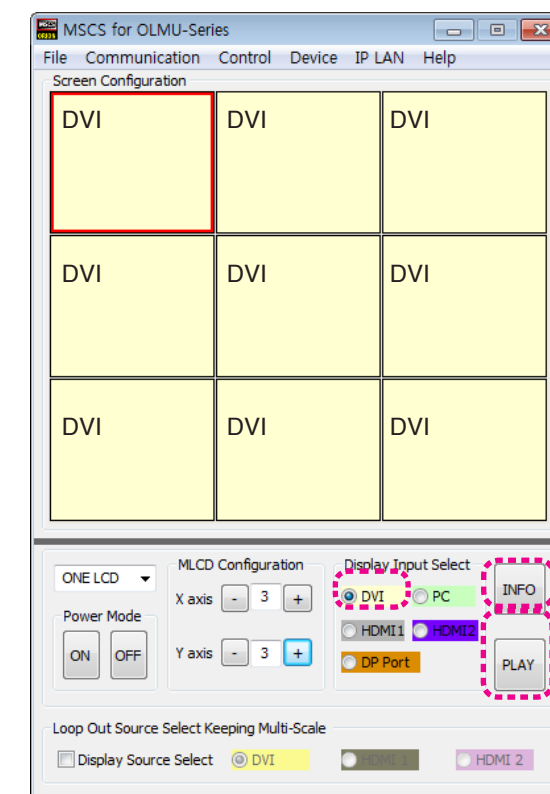 MSCS for OLMU-Series
File Communication Control Device IP LAN Help
Screen Configuration
DVI DVI DVI
DVI DVI DVI
DVI DVI DVI
MLCD Configuration Display Input Select
ONE LCD
X axis - 3 +
DVI PC
INFO
Power Mode
HDMI1 HDMI2
ON OFF
Y axis - 3 +
DP Port
PLAY
Loop Out Source Select Keeping Multi-Scale
Display Source Select DVI HDMI 1 HDMI 2